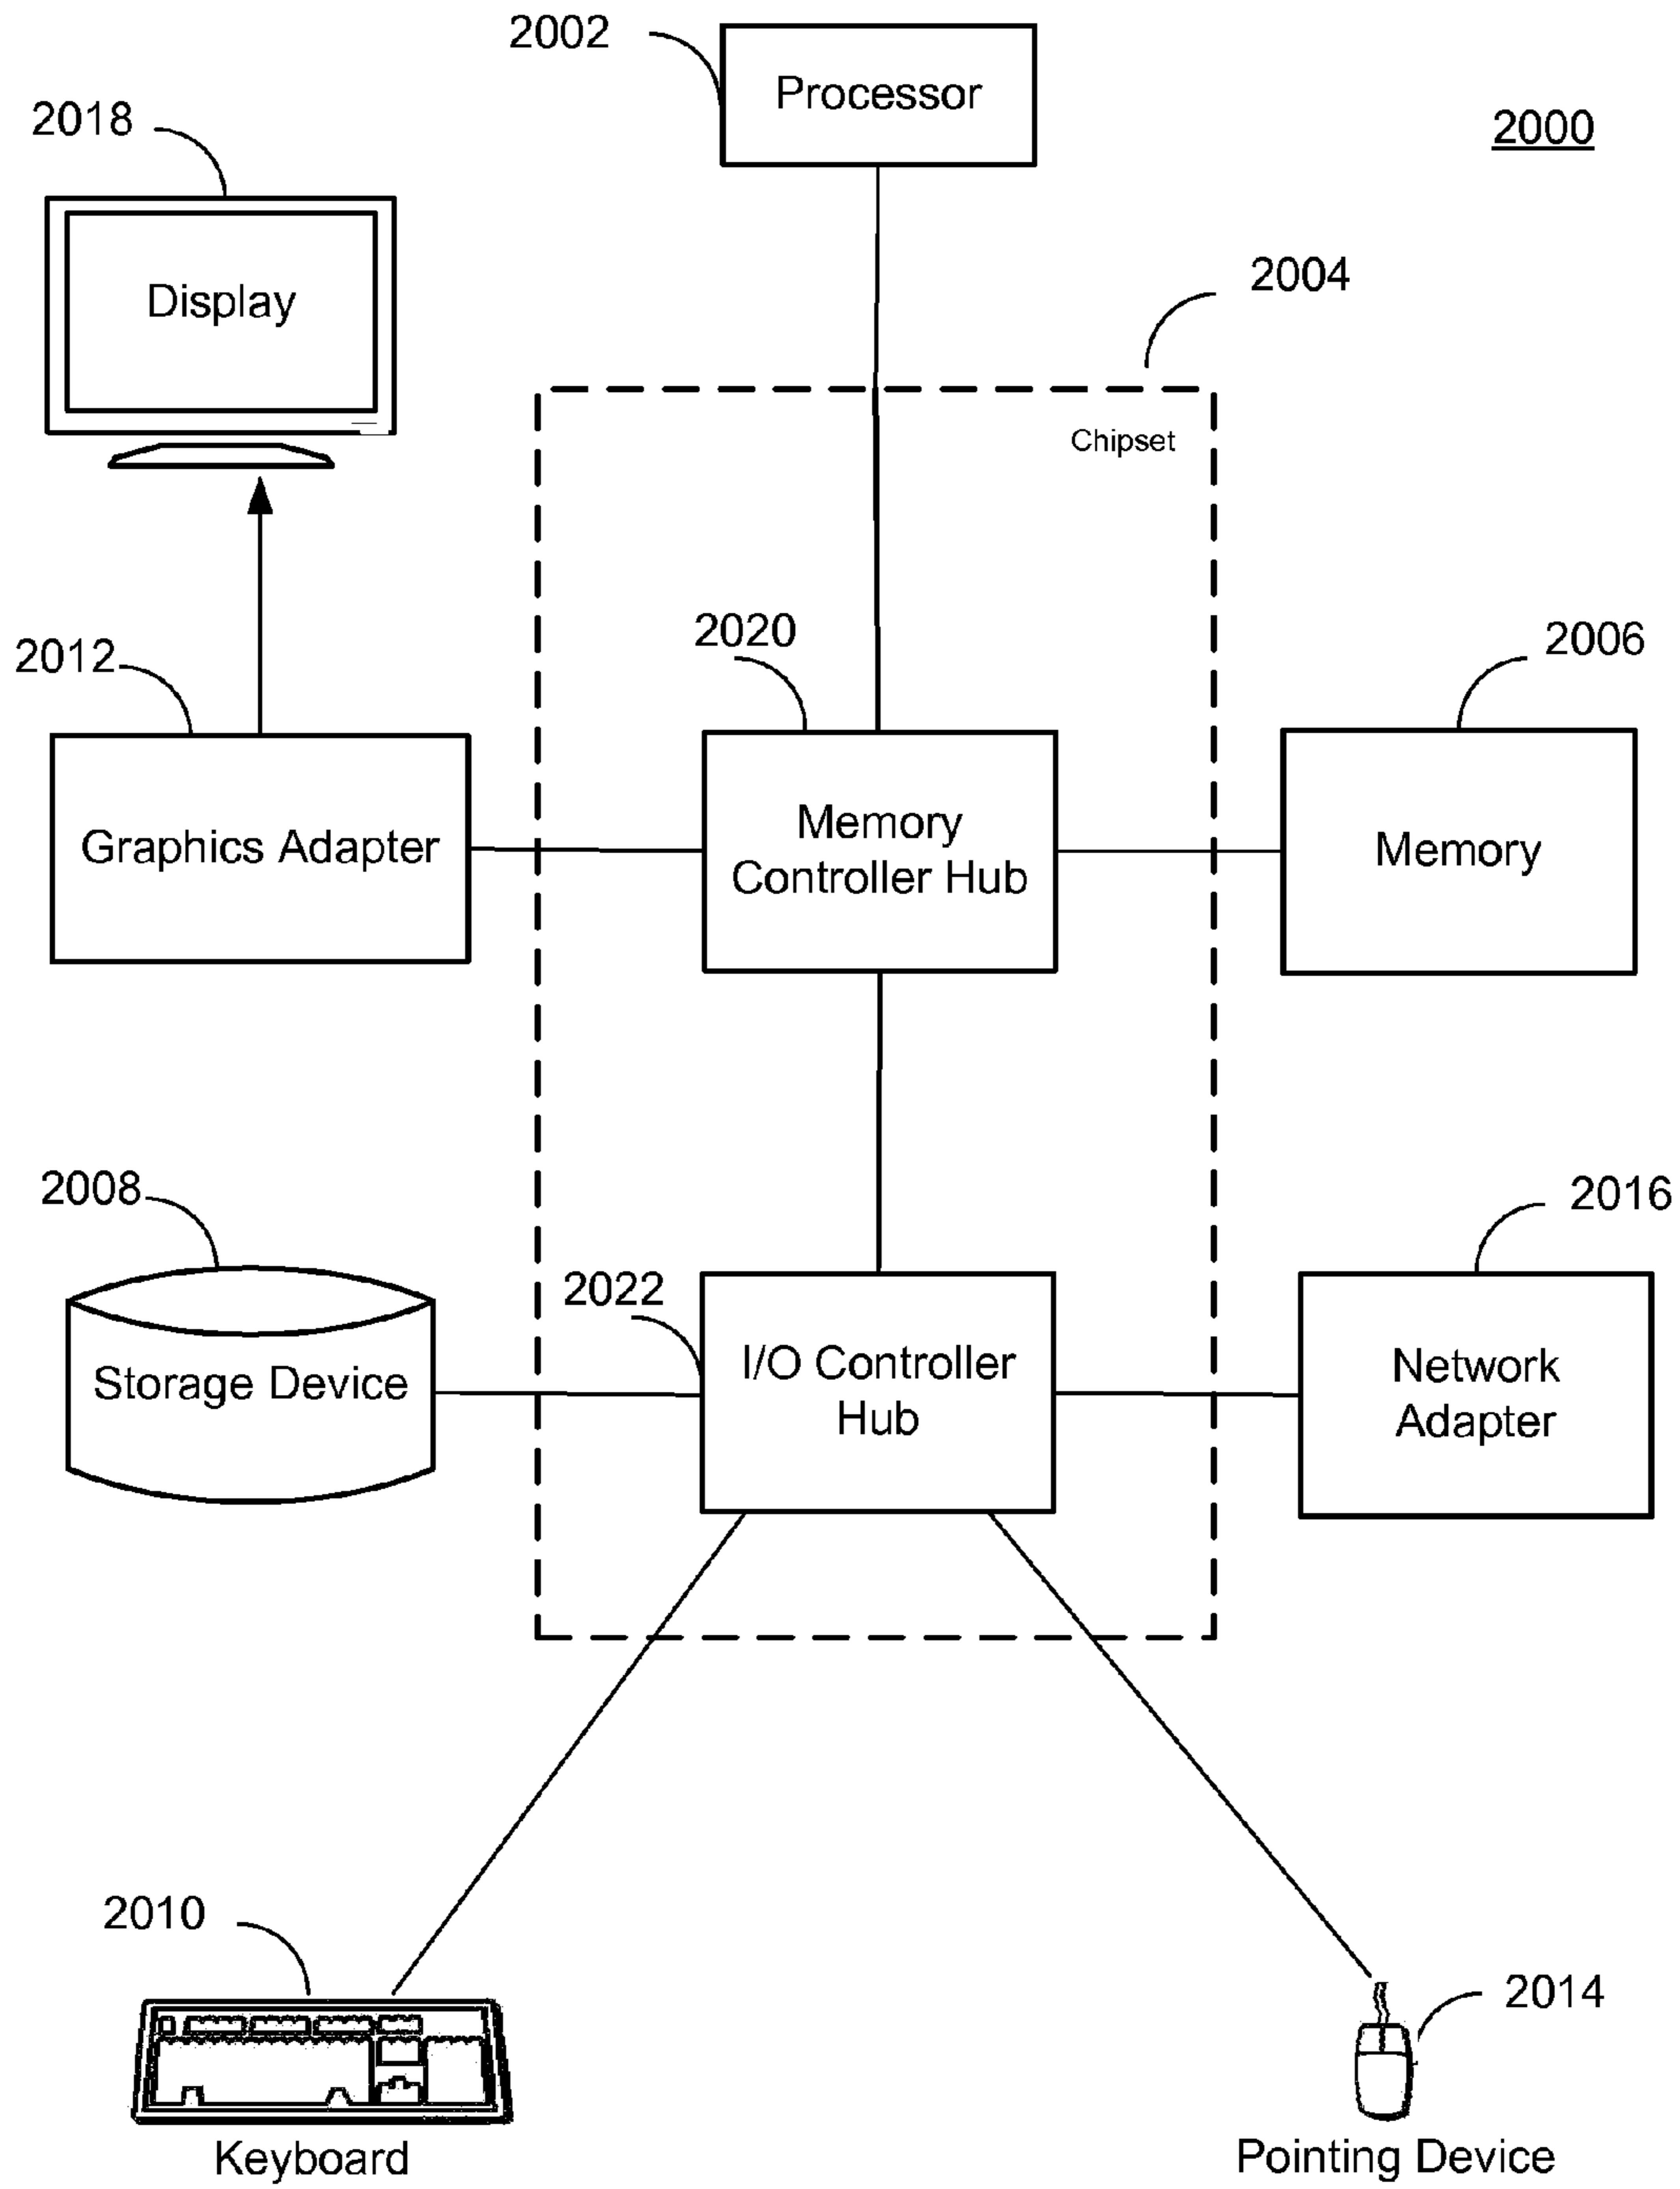 2002
Processor
2000
2018
Display
2004
Chipset
2012
2020
2006
Graphics Adapter
Memory
Controller Hub
Memory
2008
2022
2016
Storage Device
I/O Controller
Hub
Network
Adapter
2010
2014
Keyboard
Pointing Device